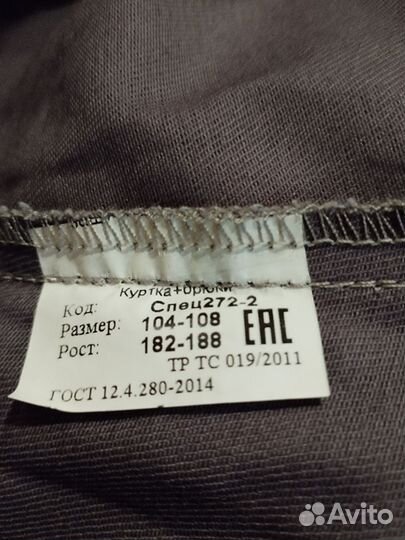 Куртка+брюки
Код: Спец272-2
Размер: 104-108
Рост: 182-188
ЕАС
ТР ТС 019/2011
ГОСТ 12.4.280-2014
Avito